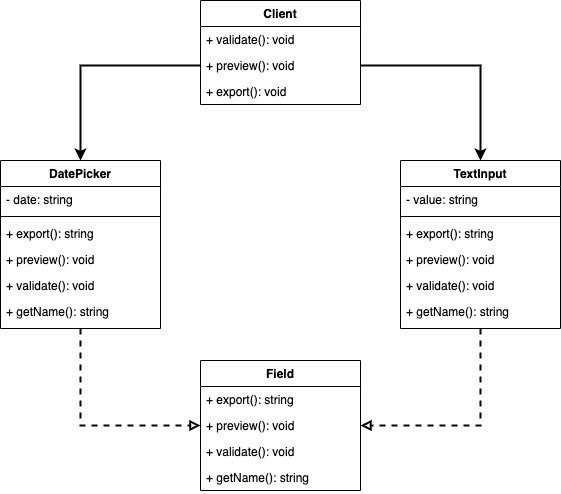 Client
+ validate(): void
+ preview(): void
+ export(): void
DatePicker
- date: string
+ export(): string
+ preview(): void
+ validate(): void
+ getName(): string
TextInput
- value: string
+ export(): string
+ preview(): void
+ validate(): void
+ getName(): string
Field
+ export(): string
+ preview(): void
+ validate(): void
+ getName(): string